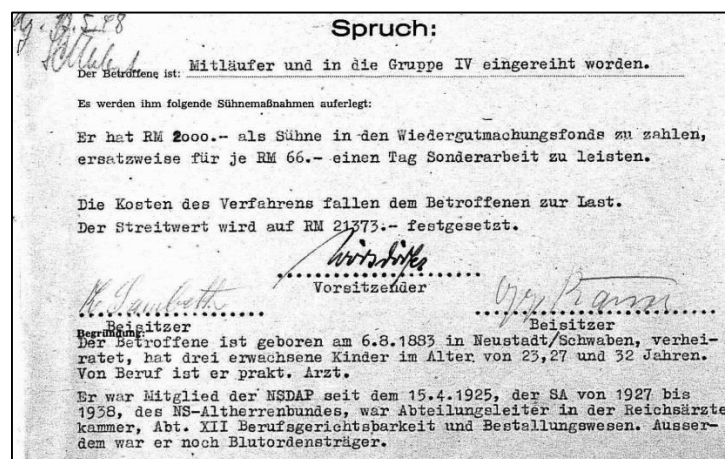 Spruch:
Der Betroffene ist: Mitläufer und in die Gruppe IV eingereiht worden.
Es werden ihm folgende Sühnemaßnahmen auferlegt:
Er hat RM 2000.- als Sühne in den Wiedergutmachungsfonds zu zahlen,
ersatzweise für je RM 66.- einen Tag Sonderarbeit zu leisten.
Die Kosten des Verfahrens fallen dem Betroffenen zur Last.
Der Streitwert wird auf RM 21373.- festgesetzt.
Vorsitzender
Beisitzer Beisitzer
Begründung:
Der Betroffene ist geboren am 6.8.1883 in Neustadt/Schwaben, verhei-
ratet, hat drei erwachsene Kinder im Alter von 23,27 und 32 Jahren.
Von Beruf ist er prakt. Arzt.
Er war Mitglied der NSDAP seit dem 15.4.1925, der SA von 1927 bis
1938, des NS-Altherrenbundes, war Abteilungsleiter in der Reichsärzte
kammer, Abt. XII Berufsgerichtsbarkeit und Bestallungswesen. Ausser-
dem war er noch Blutordensträger.